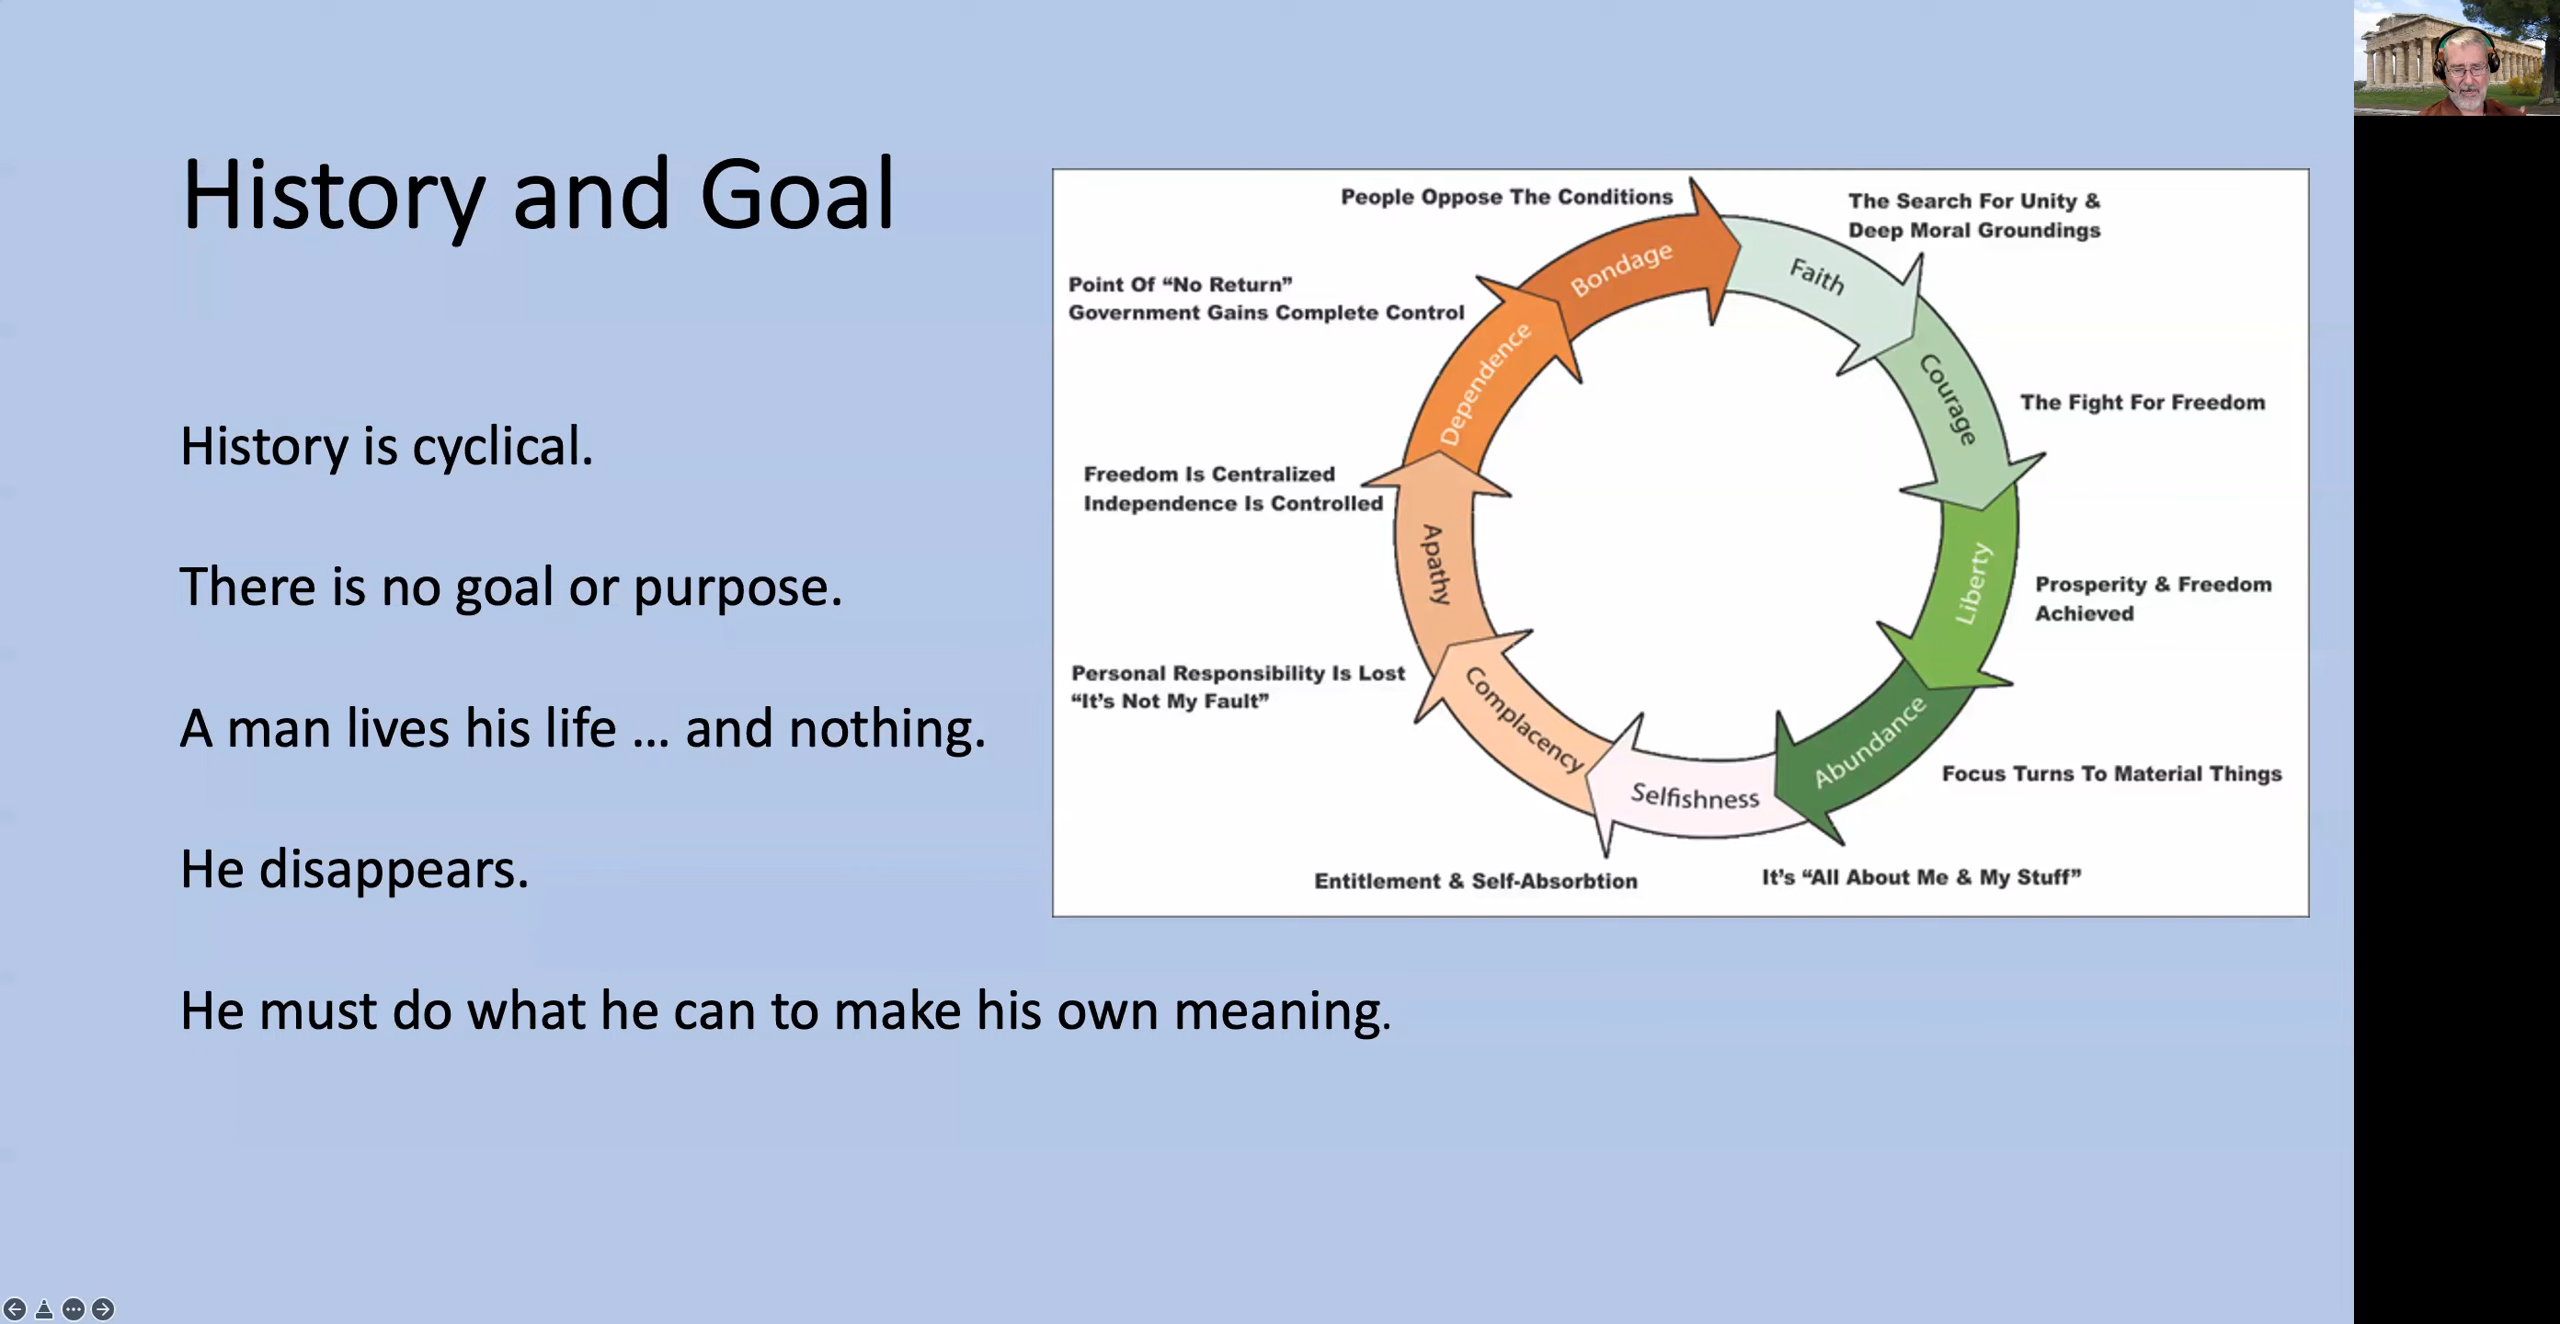 History and Goal
History is cyclical.
There is no goal or purpose.
A man lives his life ... and nothing.
He disappears.
He must do what he can to make his own meaning.
People Oppose The Conditions
The Search For Unity &
Deep Moral Groundings
Point Of “No Return”
Government Gains Complete Control
The Fight For Freedom
Freedom Is Centralized
Independence Is Controlled
Prosperity & Freedom
Achieved
Personal Responsibility Is Lost
“It’s Not My Fault”
Focus Turns To Material Things
Entitlement & Self-Absorbtion
It’s “All About Me & My Stuff”
Bondage
Faith
Courage
Liberty
Abundance
Selfishness
Complacency
Apathy
Dependence